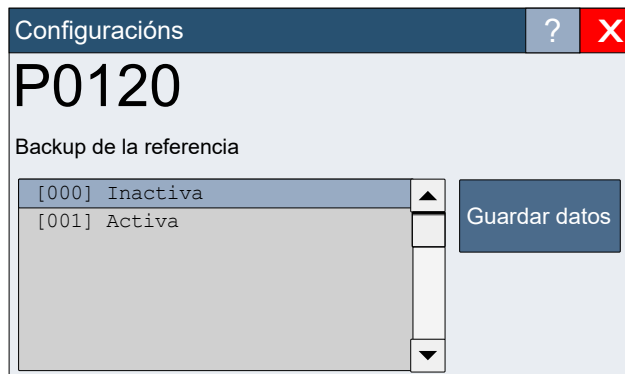 Configuracións
?
X
P0120
Backup de la referencia
[000] Inactiva
[001] Activa
Guardar datos